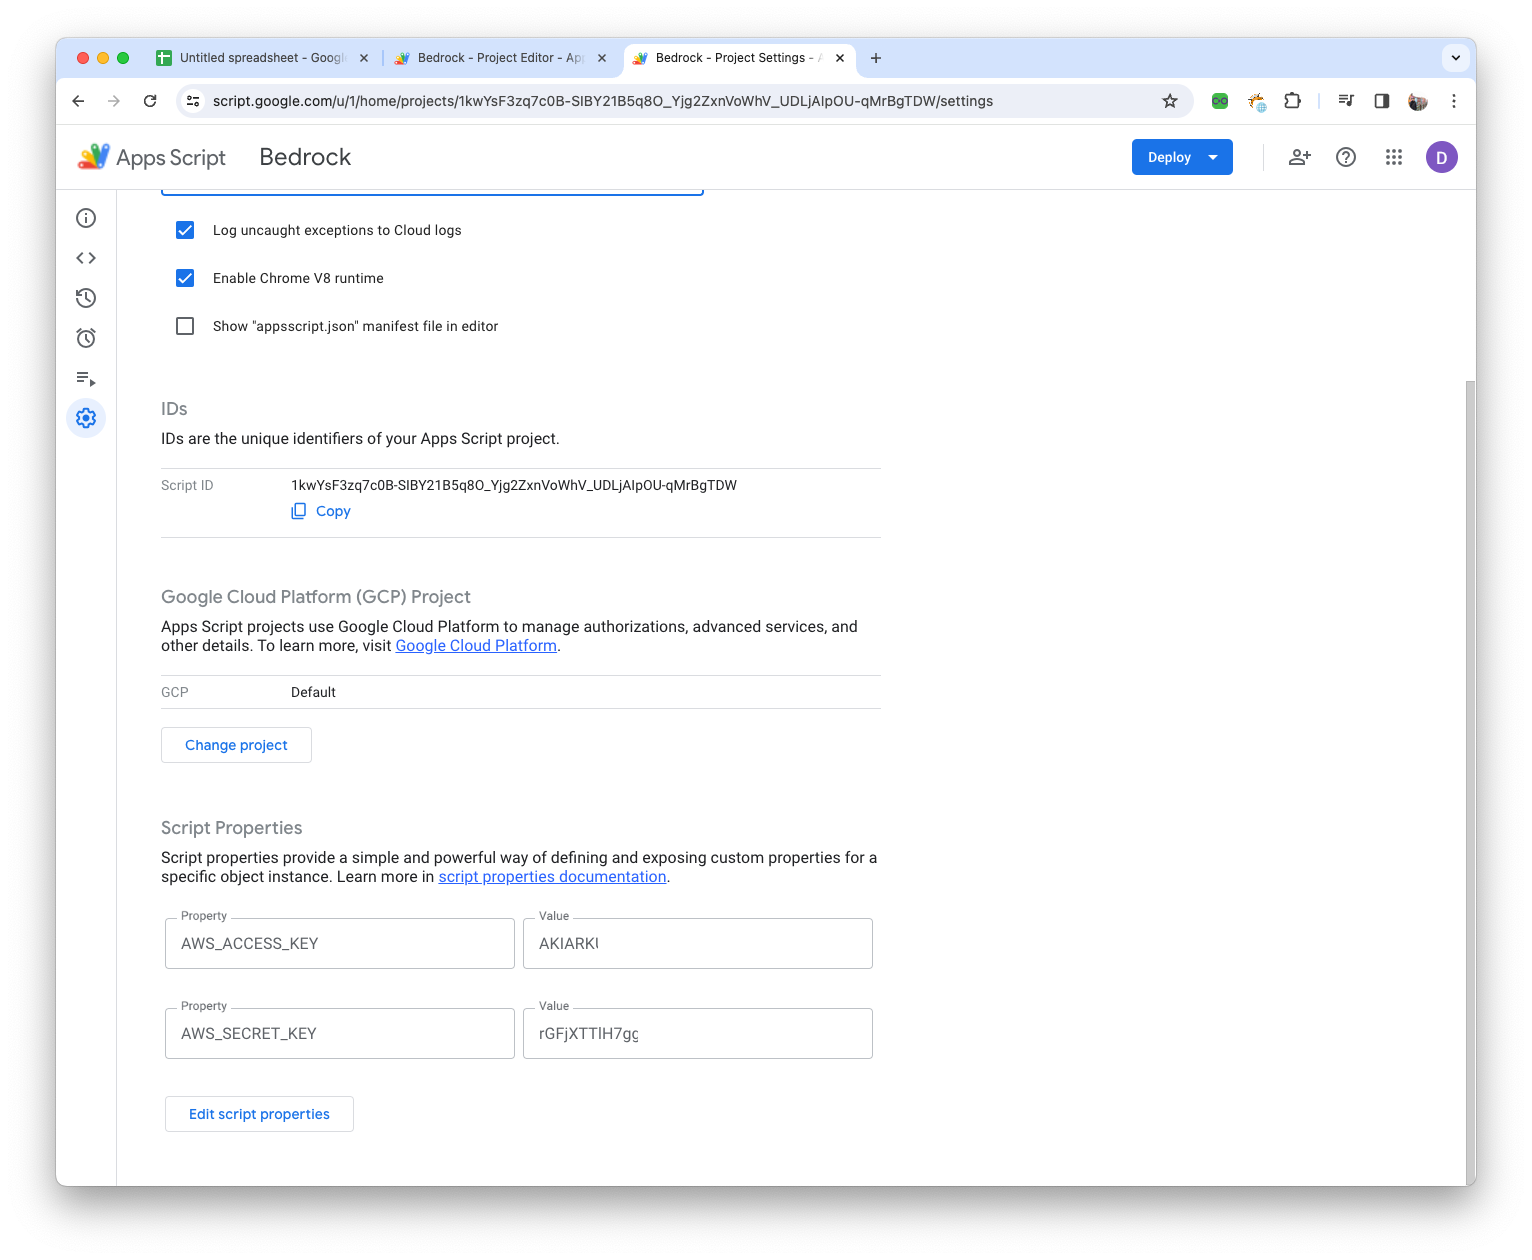 Untitled spreadsheet - Googl
Bedrock - Project Editor - Ap
Bedrock - Project Settings - A
script.google.com/u/1/home/projects/1kwYsF3zq7c0B-SIBY21B5q8O_Yjg2ZxnVoWhV_UDLjAIpOU-qMrBgTDW/settings
Apps Script
Bedrock
Deploy
D
Log uncaught exceptions to Cloud logs
Enable Chrome V8 runtime
Show "appsscript.json" manifest file in editor
IDs
IDs are the unique identifiers of your Apps Script project.
Script ID
1kwYsF3zq7c0B-SIBY21B5q8O_Yjg2ZxnVoWhV_UDLjAIpOU-qMrBgTDW
Copy
Google Cloud Platform (GCP) Project
Apps Script projects use Google Cloud Platform to manage authorizations, advanced services, and
other details. To learn more, visit Google Cloud Platform.
GCP
Default
Change project
Script Properties
Script properties provide a simple and powerful way of defining and exposing custom properties for a
specific object instance. Learn more in script properties documentation.
Property
Value
AWS_ACCESS_KEY
AKIARK
Property
Value
AWS_SECRET_KEY
rGFjXTTlH7gg
Edit script properties